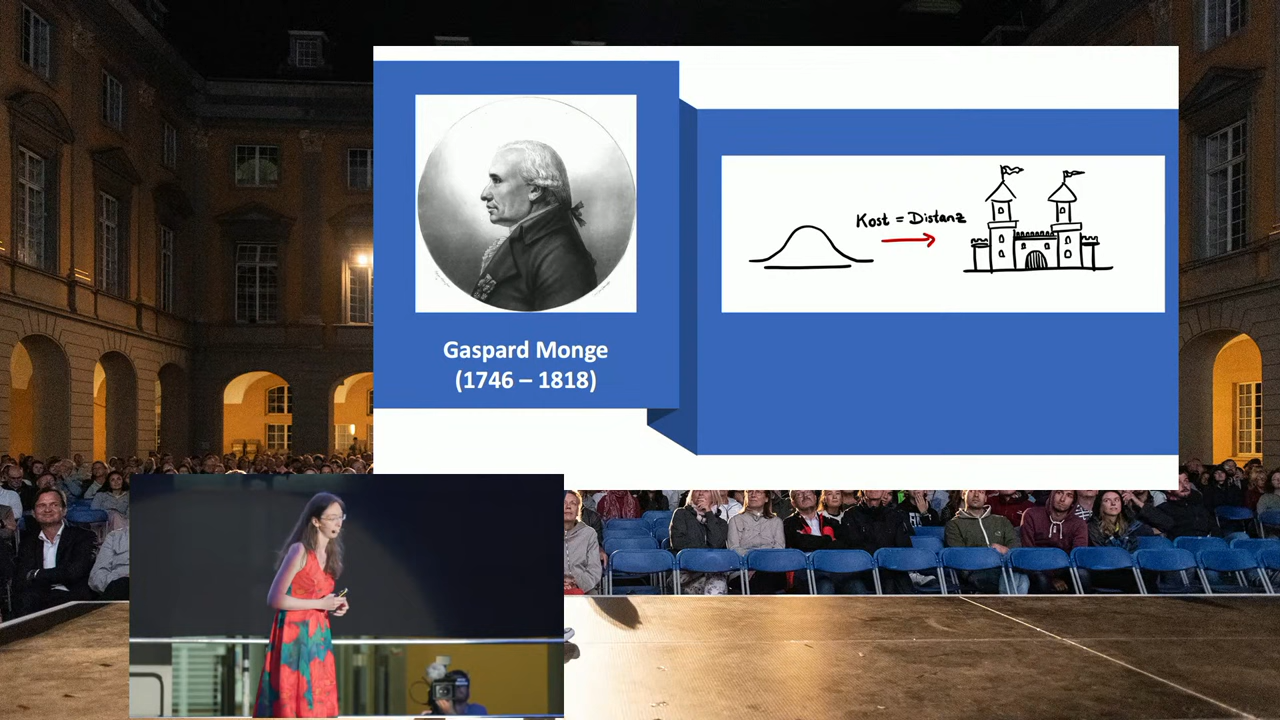 Gaspard Monge
(1746 – 1818)
Kost = Distanz